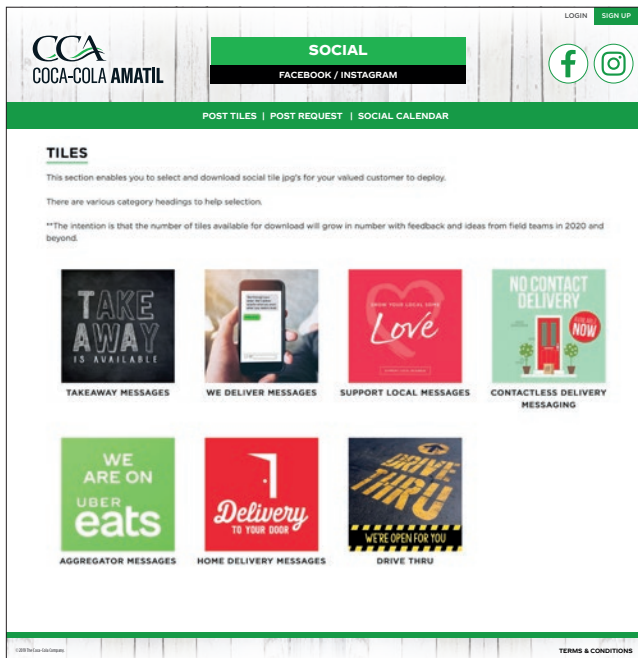 LOGIN SIGN UP
CCA
COCA-COLA AMATIL
SOCIAL
FACEBOOK / INSTAGRAM
POST TILES | POST REQUEST | SOCIAL CALENDAR
TILES
This section enables you to select and download social tile jpg's for your valued customer to deploy.
There are various category headings to help selection.
**The intention is that the number of tiles available for download will grow in number with feedback and ideas from field teams in 2020 and
beyond.
TAKE
AWAY
IS AVAILABLE
TAKEAWAY MESSAGES
WE DELIVER MESSAGES
SHOW YOUR LOCAL SOME
Love
SUPPORT LOCAL MESSAGES
NO CONTACT
DELIVERY
NOW
CONTACTLESS DELIVERY
MESSAGING
WE
ARE ON
UBER
eats
AGGREGATOR MESSAGES
Delivery
TO YOUR DOOR
HOME DELIVERY MESSAGES
DRIVE
THRU
WE'RE OPEN FOR YOU
DRIVE THRU
TERMS & CONDITIONS